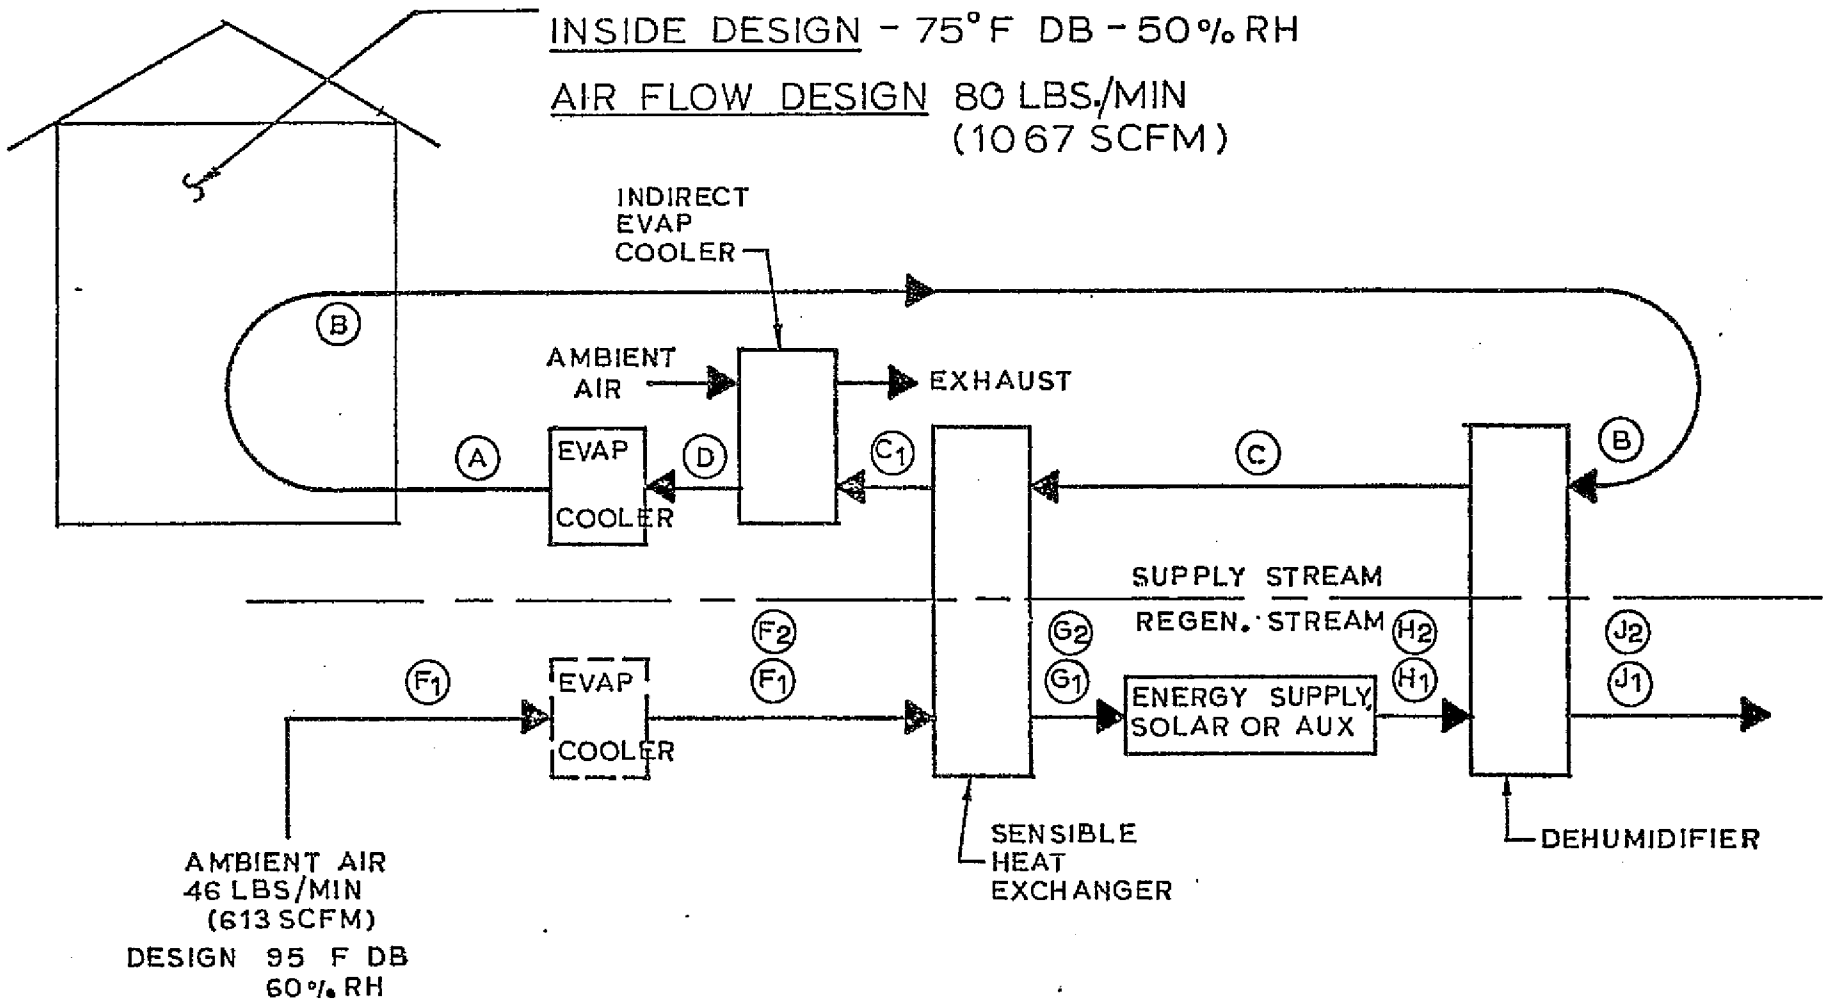 INSIDE DESIGN - 75°F DB - 50% RH
AIR FLOW DESIGN 80 LBS./MIN
(1067 SCFM)
INDIRECT
EVAP
COOLER
B
AMBIENT
AIR
EXHAUST
A
EVAP
COOLER
D
C1
C
B
SUPPLY STREAM
REGEN. STREAM
F1
EVAP
COOLER
F2
F1
G2
G1
ENERGY SUPPLY,
SOLAR OR AUX
H2
H1
J2
J1
SENSIBLE
HEAT
EXCHANGER
DEHUMIDIFIER
AMBIENT AIR
46 LBS/MIN
(613 SCFM)
DESIGN 95 F DB
60% RH